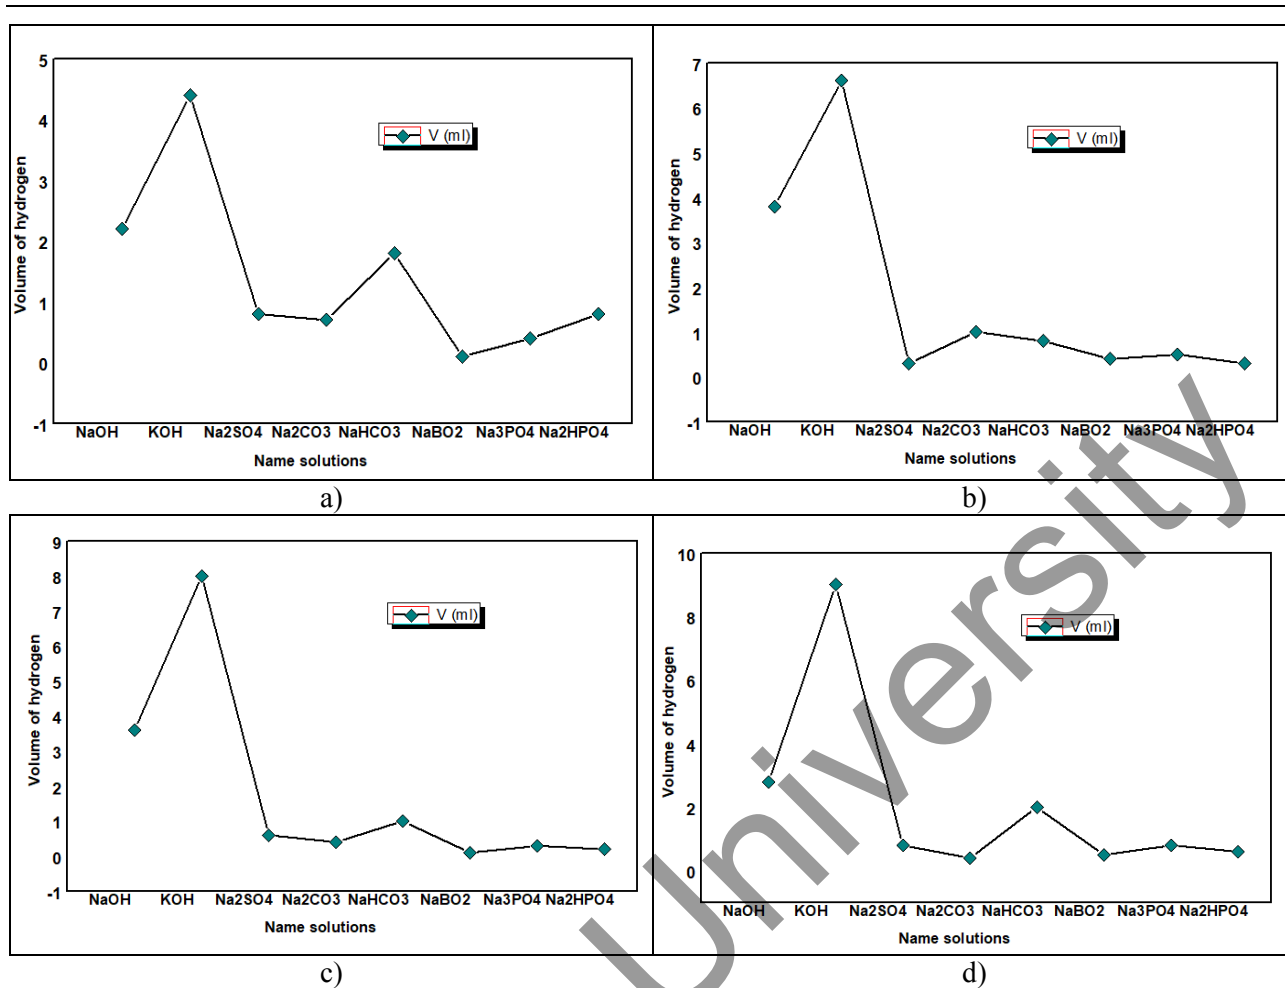 5
4
3
2
1
0
-1
Volume of hydrogen
V (ml)
NaOH KOH Na2SO4 Na2CO3 NaHCO3 NaBO2 Na3PO4 Na2HPO4
Name solutions
a)
7
6
5
4
3
2
1
0
-1
Volume of hydrogen
V (ml)
NaOH KOH Na2SO4 Na2CO3 NaHCO3 NaBO2 Na3PO4 Na2HPO4
Name solutions
b)
9
8
7
6
5
4
3
2
1
0
-1
Volume of hydrogen
V (ml)
NaOH KOH Na2SO4 Na2CO3 NaHCO3 NaBO2 Na3PO4 Na2HPO4
Name solutions
c)
10
8
6
4
2
0
Volume of hydrogen
V (ml)
NaOH KOH Na2SO4 Na2CO3 NaHCO3 NaBO2 Na3PO4 Na2HPO4
Name solutions
d)
University